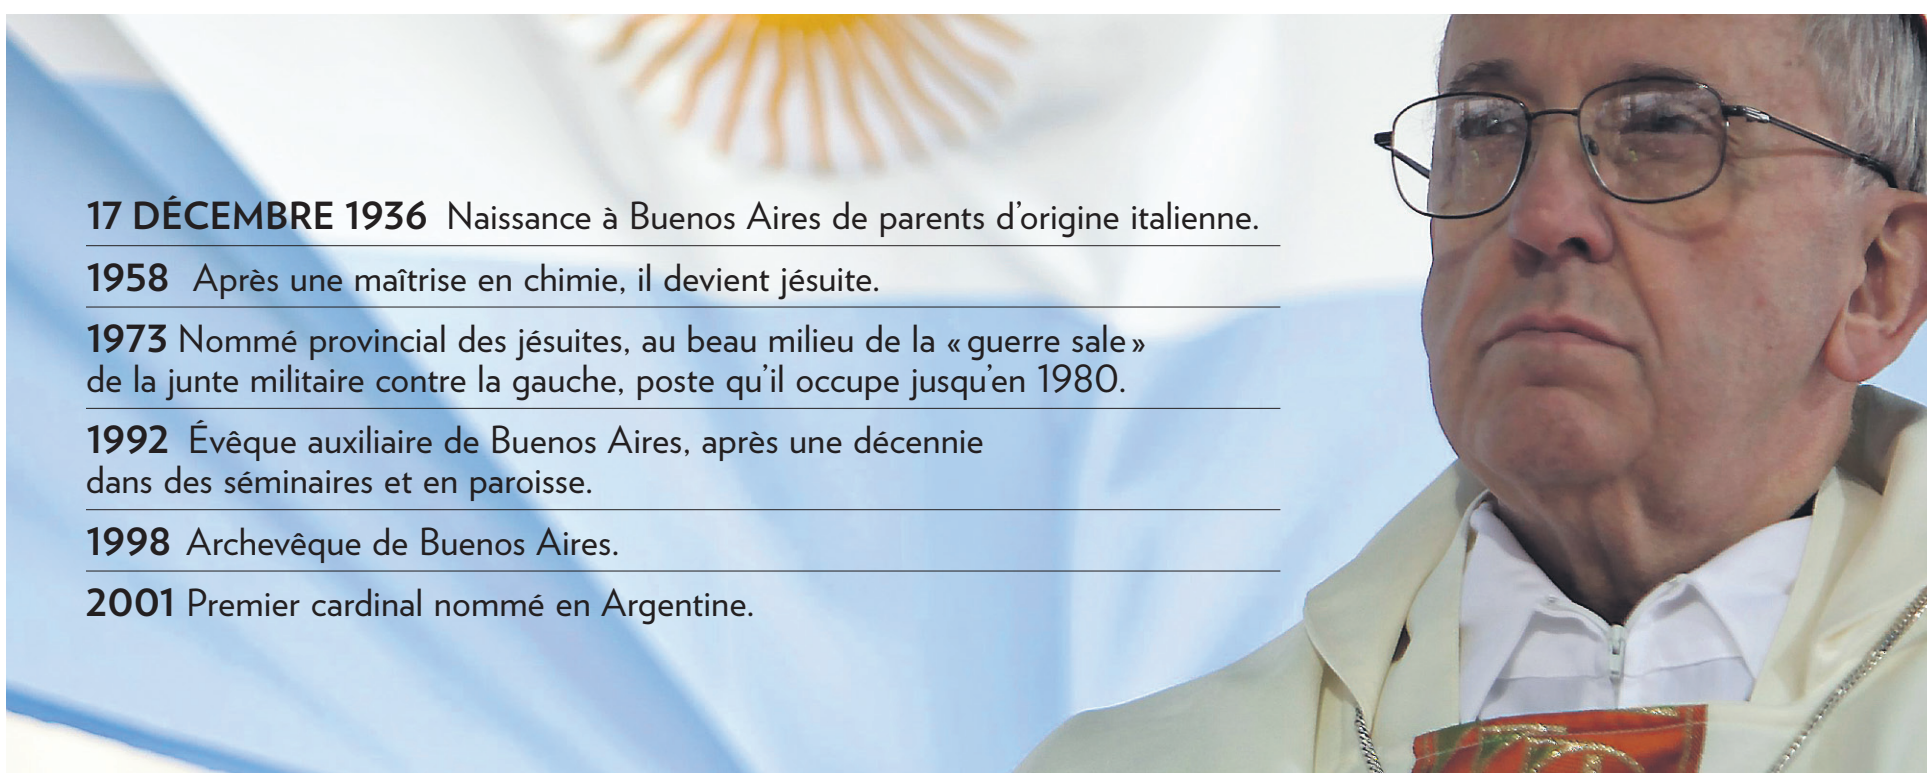 17 DÉCEMBRE 1936 Naissance à Buenos Aires de parents d'origine italienne.
1958 Après une maîtrise en chimie, il devient jésuite.
1973 Nommé provincial des jésuites, au beau milieu de la « guerre sale »
de la junte militaire contre la gauche, poste qu'il occupe jusqu'en 1980.
1992 Évêque auxiliaire de Buenos Aires, après une décennie
dans des séminaires et en paroisse.
1998 Archevêque de Buenos Aires.
2001 Premier cardinal nommé en Argentine.